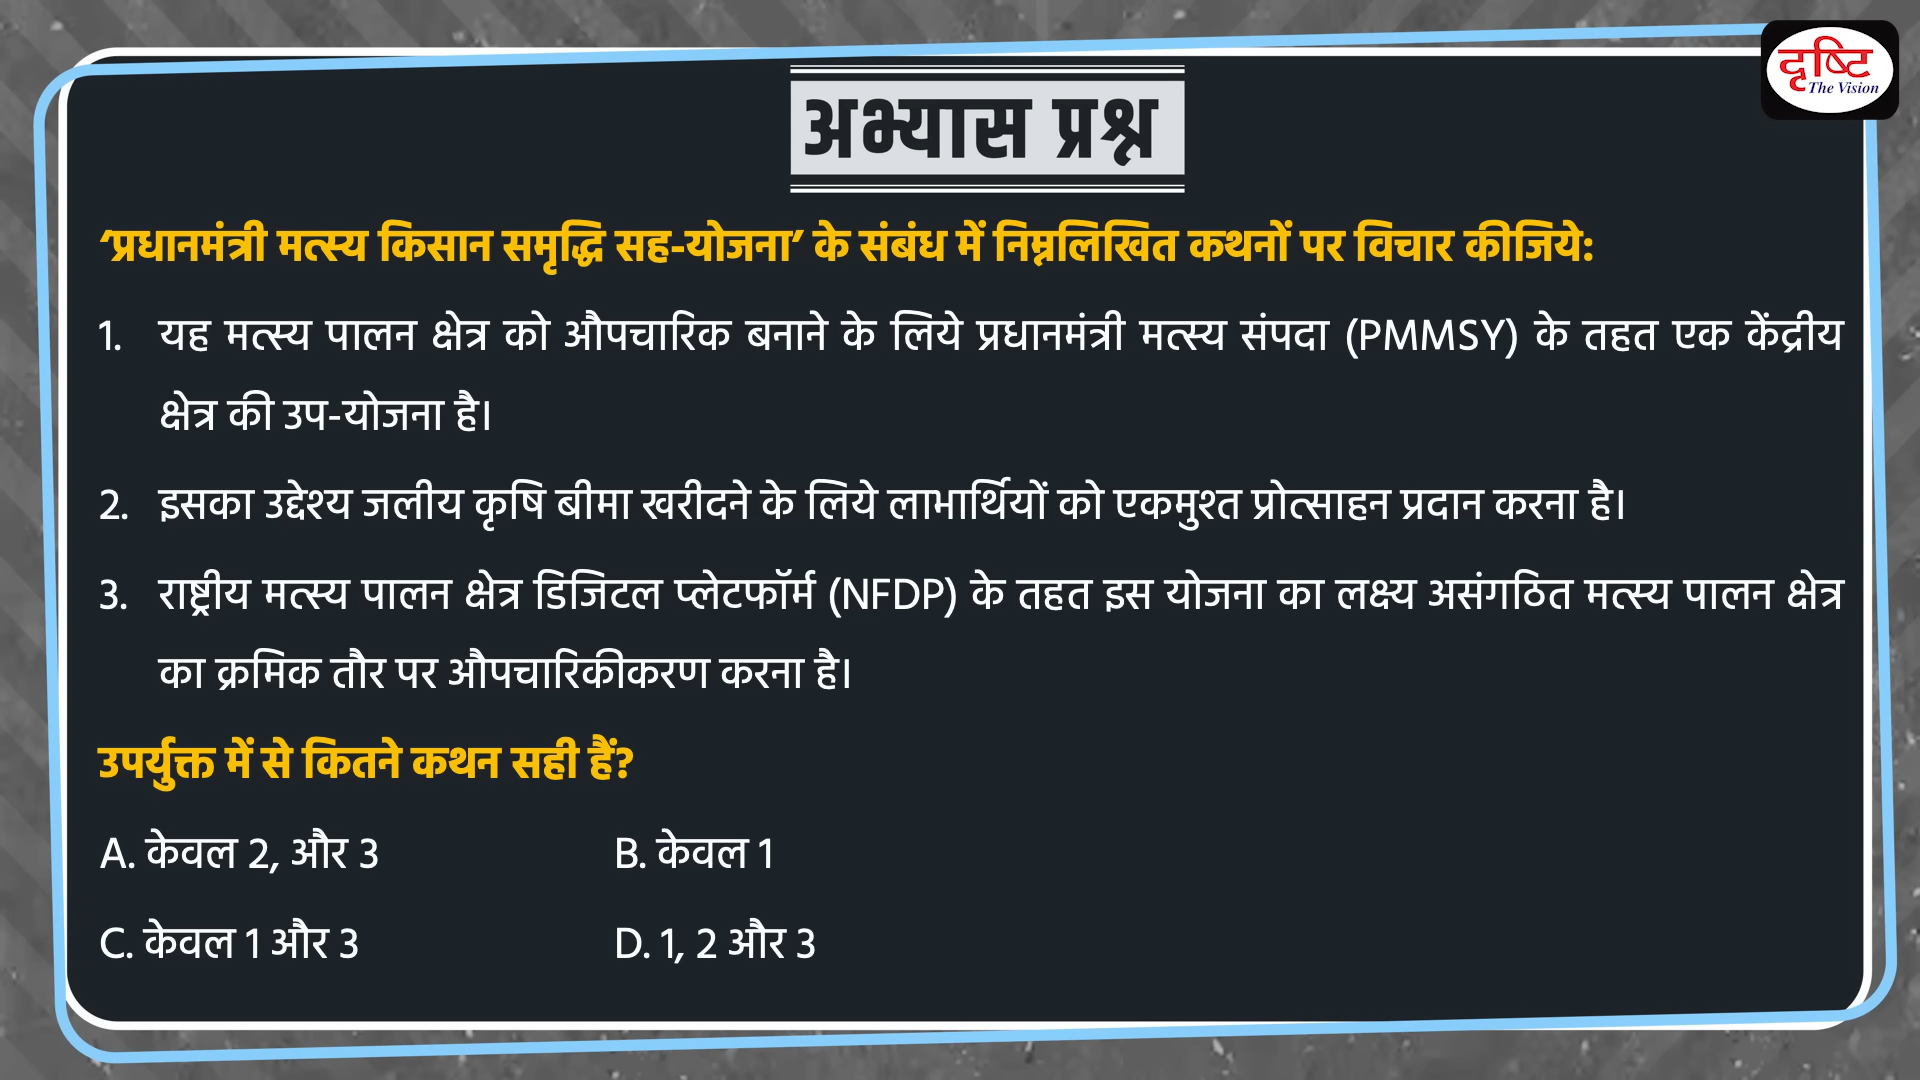 दृष्टि
The Vision
अभ्यास प्रश्न
‘प्रधानमंत्री मत्स्य किसान समृद्धि सह-योजना’ के संबंध में निम्नलिखित कथनों पर विचार कीजिये:
1. यह मत्स्य पालन क्षेत्र को औपचारिक बनाने के लिये प्रधानमंत्री मत्स्य संपदा (PMMSY) के तहत एक केंद्रीय
क्षेत्र की उप-योजना है।
2. इसका उद्देश्य जलीय कृषि बीमा खरीदने के लिये लाभार्थियों को एकमुश्त प्रोत्साहन प्रदान करना है।
3. राष्ट्रीय मत्स्य पालन क्षेत्र डिजिटल प्लेटफॉर्म (NFDP) के तहत इस योजना का लक्ष्य असंगठित मत्स्य पालन क्षेत्र
का क्रमिक तौर पर औपचारिकीकरण करना है।
उपर्युक्त में से कितने कथन सही हैं?
A. केवल 2, और 3 B. केवल 1
C. केवल 1 और 3 D. 1, 2 और 3